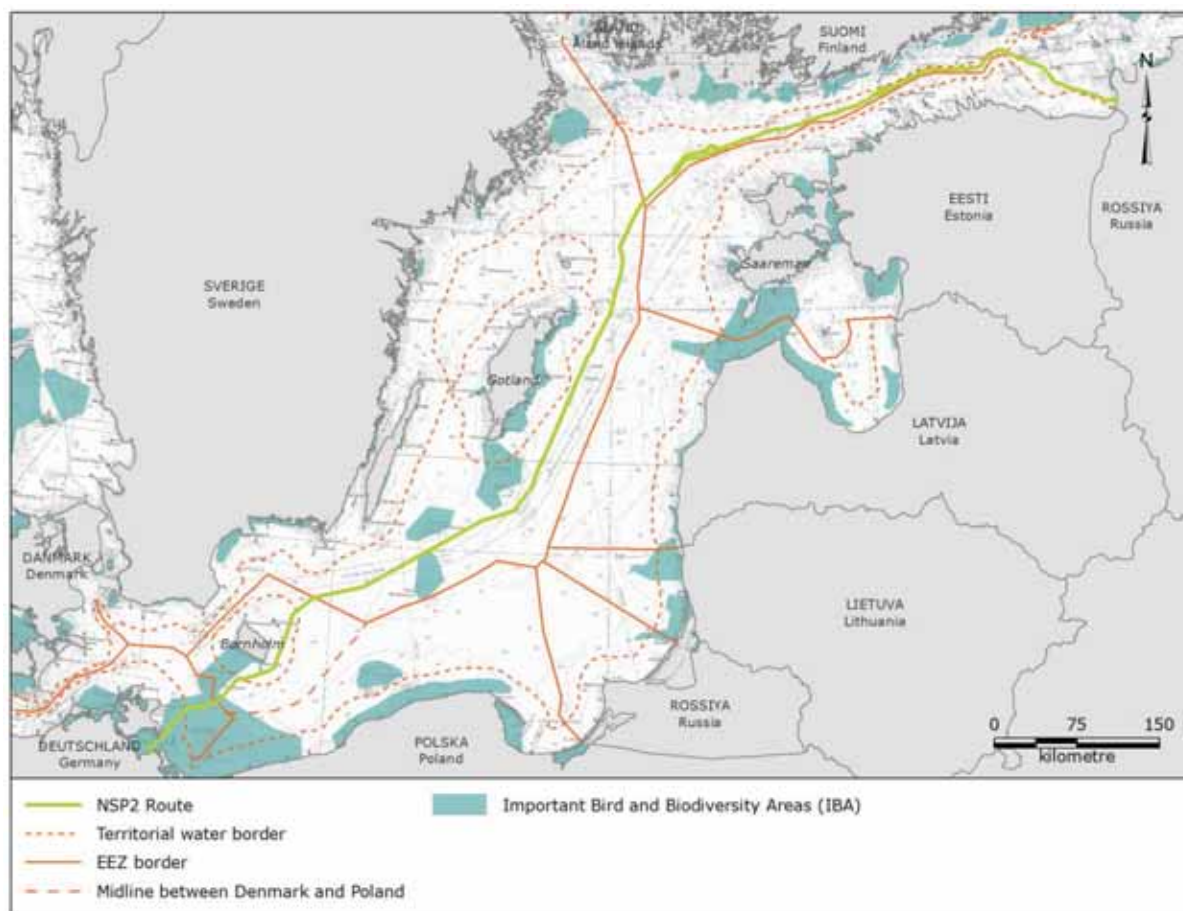 Åland Islands
SUOMI
Finland
N
EESTI
Estonia
ROSSIYA
Russia
SVERIGE
Sweden
Saaremaa
Gotland
LATVIJA
Latvia
DANMARK
Denmark
LIETUVA
Lithuania
Bornholm
ROSSIYA
Russia
0 75 150
kilometre
DEUTSCHLAND
Germany
POLSKA
Poland
NSP2 Route
Important Bird and Biodiversity Areas (IBA)
Territorial water border
EEZ border
Midline between Denmark and Poland